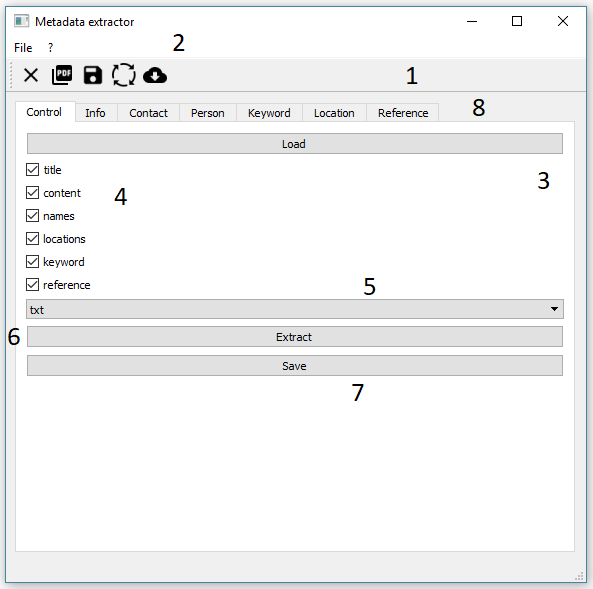 Metadata extractor
File ? 2
PDF 1
Control Info Contact Person Keyword Location Reference 8
Load
title 3
content 4
names
locations
keyword
reference 5
txt
6 Extract
Save
7